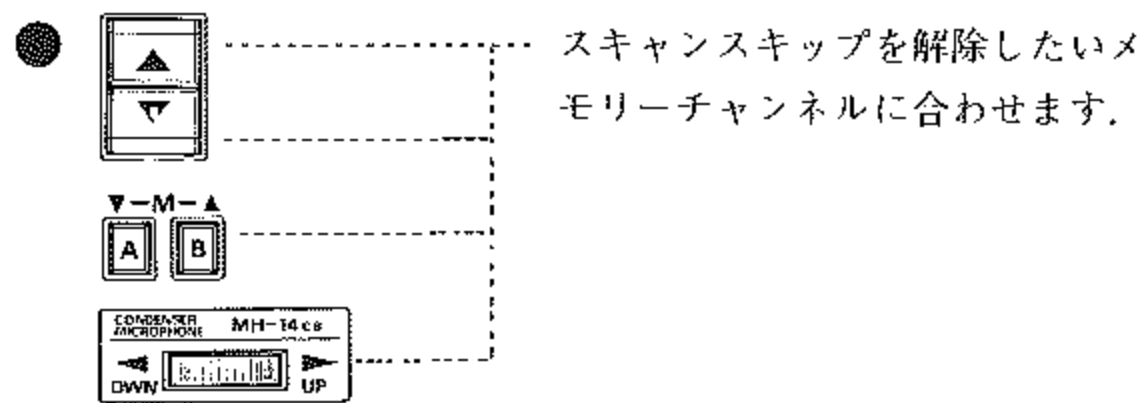 スキャンスキップを解除したいメ
モリーチャンネルに合わせます.
▼-M-▲
A B
CONDENSER
MICROPHONE MH-14C8
DWN UP